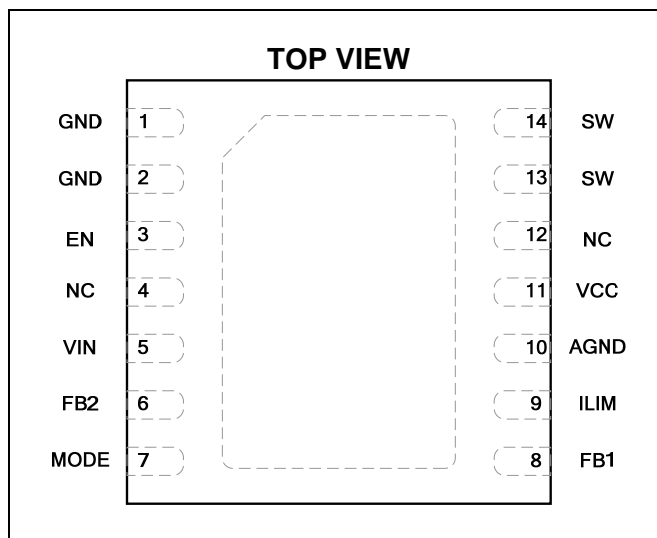 TOP VIEW
GND 1 14 SW
GND 2 13 SW
EN 3 12 NC
NC 4 11 VCC
VIN 5 10 AGND
FB2 6 9 ILIM
MODE 7 8 FB1